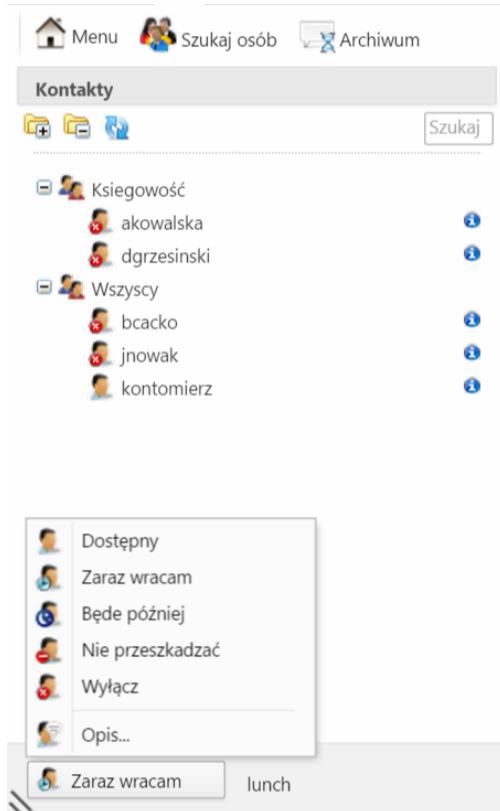 Menu Szukaj osób Archiwum
Kontakty
Szukaj
Ksiegowość
akowalska
dgrzesinski
Wszyscy
bcacko
jnowak
kontomierz
Dostępny
Zaraz wracam
Będe później
Nie przeszkadzać
Wyłącz
Opis...
Zaraz wracam lunch